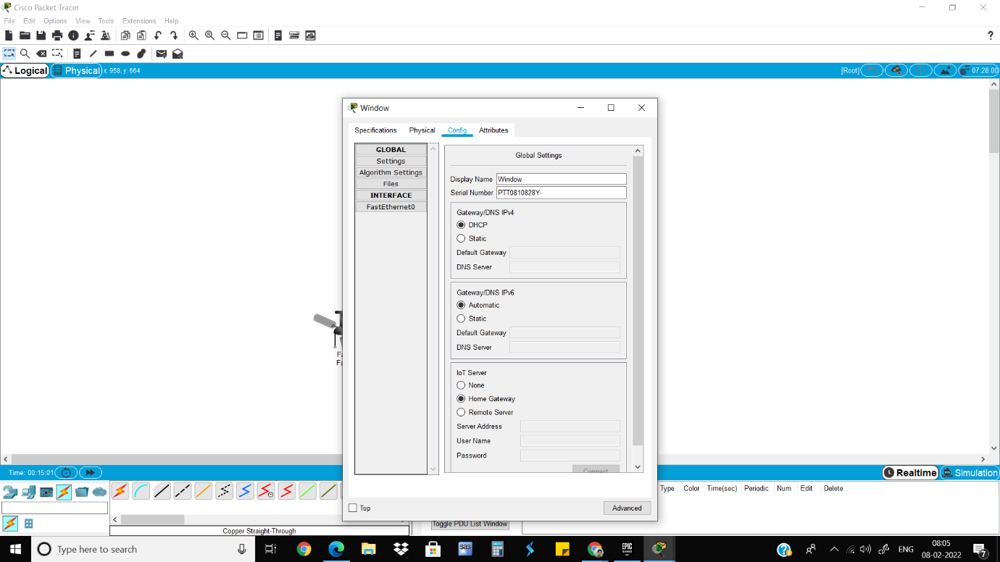 Cisco Packet Tracer
File Edit Options View Tools Extensions Help
?
Logical Physical x: 958, y: 664 [Root] 07:28:00
Window
Specifications Physical Config Attributes
GLOBAL
Settings
Algorithm Settings
Files
INTERFACE
FastEthernet0
Global Settings
Display Name Window
Serial Number PTT0810828Y-
Gateway/DNS IPv4
DHCP
Static
Default Gateway
DNS Server
Gateway/DNS IPv6
Automatic
Static
Default Gateway
DNS Server
IoT Server
None
Home Gateway
Remote Server
Server Address
User Name
Password
Connect
Top Advanced
Fa
Fa
Time: 00:15:01 Realtime Simulation
Type Color Time(sec) Periodic Num Edit Delete
Toggle PDU List Window
Copper Straight-Through
Type here to search
sas
EPIC
GAMES
ENG
08:05
08-02-2022
7